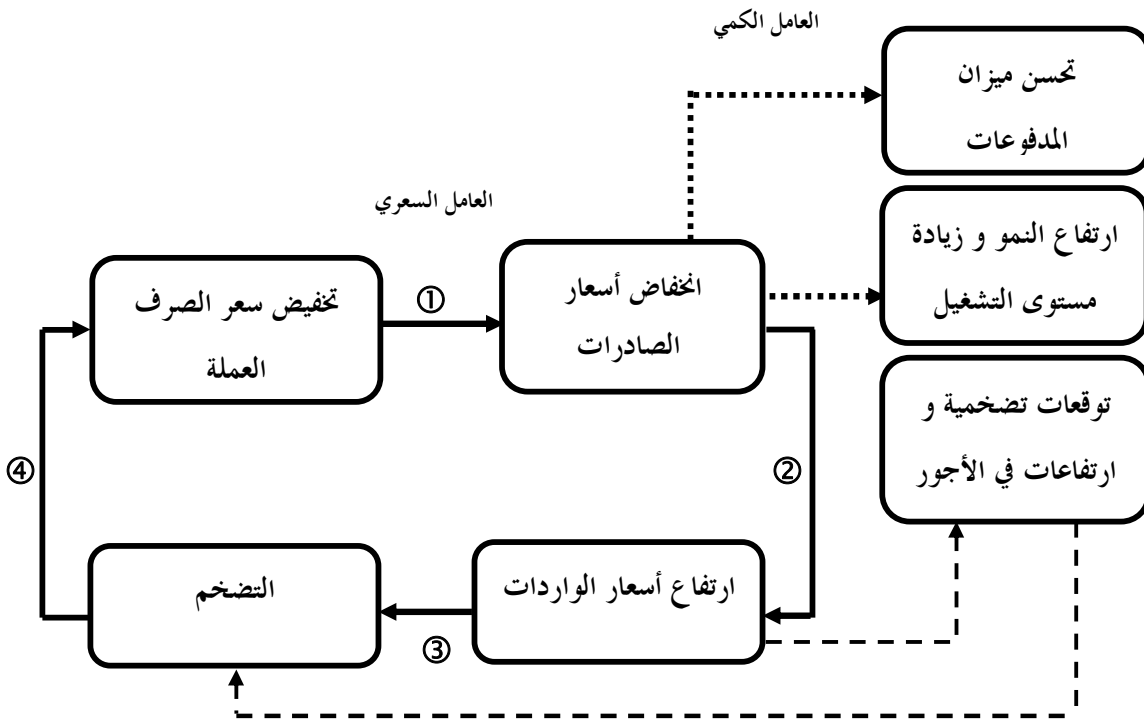 العامل الكمي
تحسن ميزان
المدفوعات
العامل السعري
ارتفاع النمو و زيادة
مستوى التشغيل
انخفاض أسعار
الصادرات
①
تخفيض سعر الصرف
العملة
توقعات تضخمية و
ارتفاعات في الأجور
②
④
ارتفاع أسعار الواردات
التضخم
③